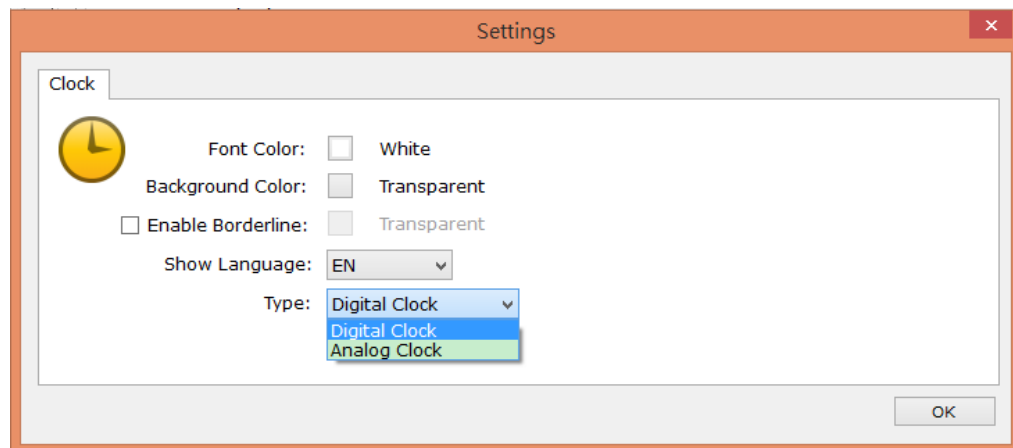 Settings
Clock
Font Color: White
Background Color: Transparent
Enable Borderline: Transparent
Show Language: EN
Type: Digital Clock
Digital Clock
Analog Clock
OK